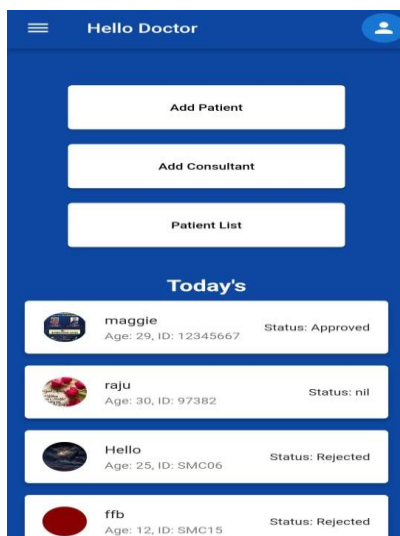 Hello Doctor
Add Patient
Add Consultant
Patient List
Today's
maggie
Age: 29, ID: 12345667
Status: Approved
raju
Age: 30, ID: 97382
Status: nil
Hello
Age: 25, ID: SMC06
Status: Rejected
ffb
Age: 12, ID: SMC15
Status: Rejected